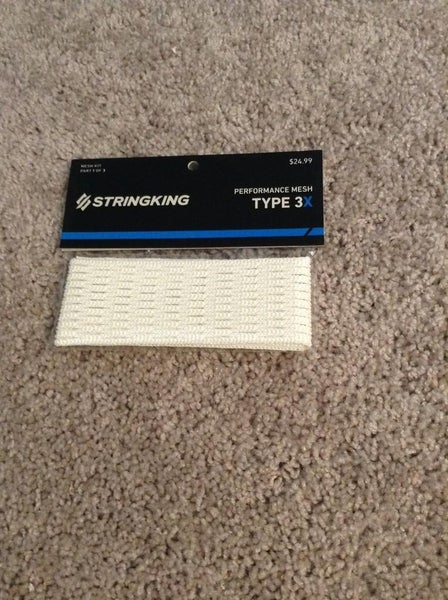 MESH KIT
PART 1 OF 3
$24.99
STRINGKING
PERFORMANCE MESH
TYPE 3X